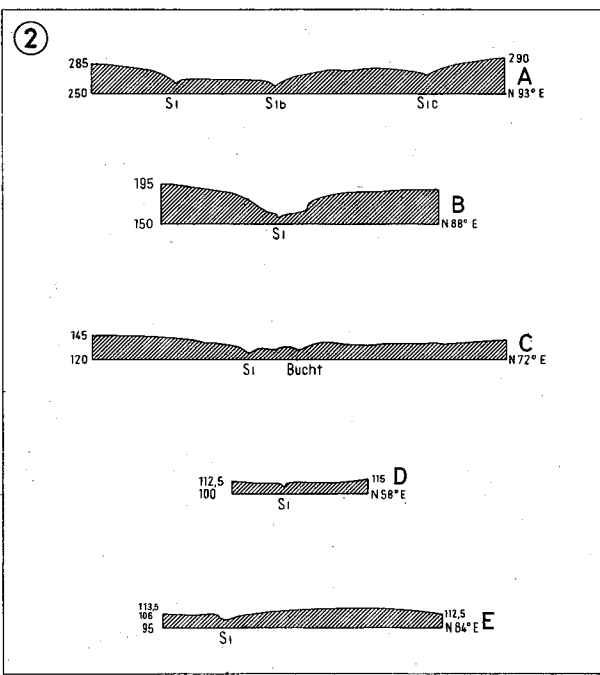 2
285
290
A
250
N 93° E
S1
S1b
S1c
195
B
150
N 88° E
S1
145
C
120
N 72° E
S1
Bucht
112,5
115
D
100
N 58° E
S1
113,5
106
112,5
E
95
N 84° E
S1